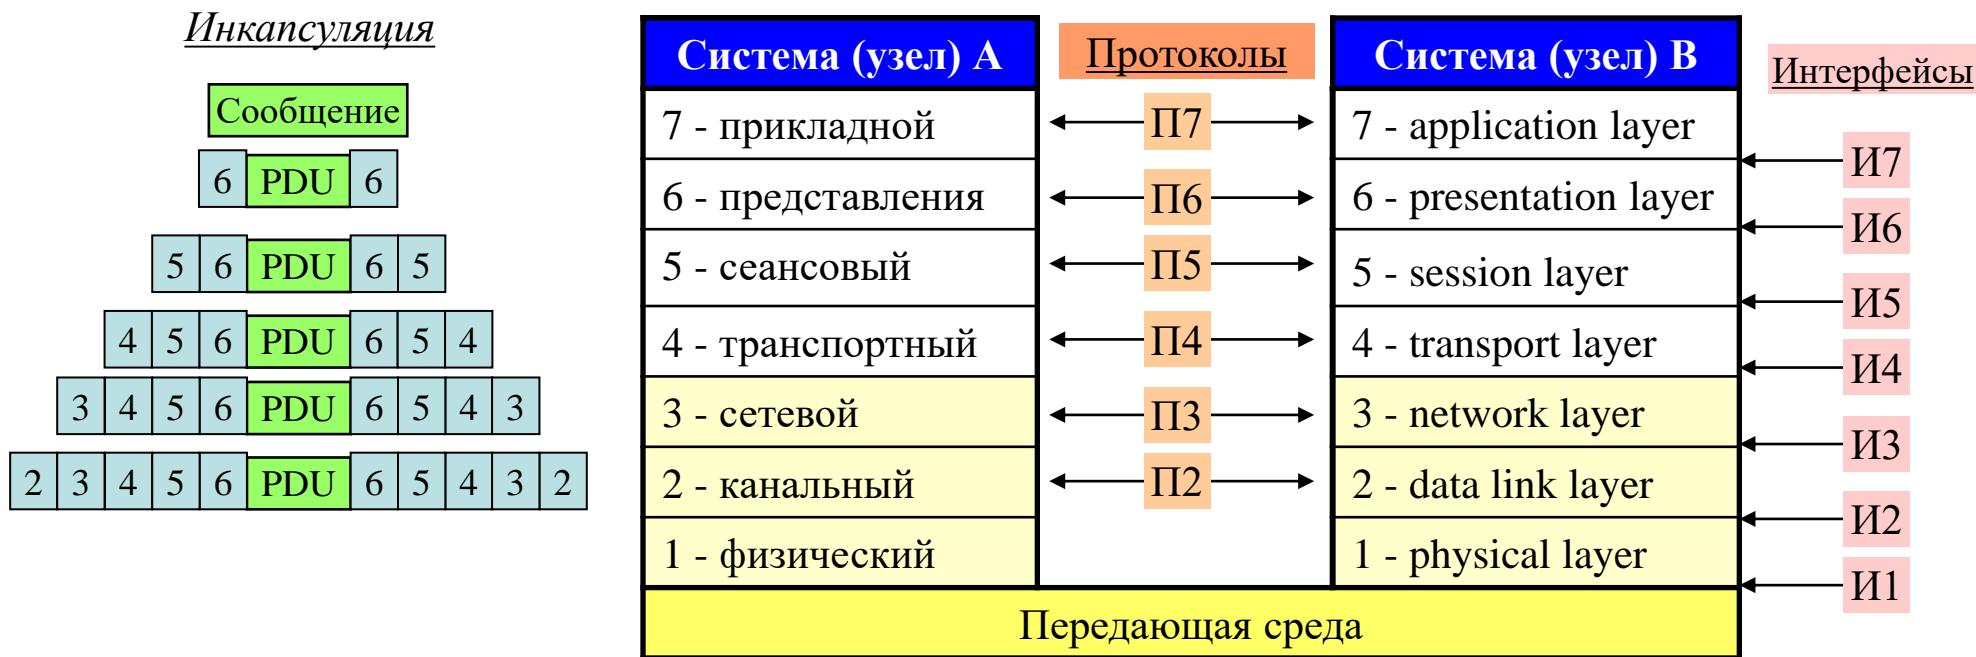 Инкапсуляция
Сообщение
6 PDU 6
5 6 PDU 6 5
4 5 6 PDU 6 5 4
3 4 5 6 PDU 6 5 4 3
2 3 4 5 6 PDU 6 5 4 3 2
Система (узел) А
7 - прикладной
6 - представления
5 - сеансовый
4 - транспортный
3 - сетевой
2 - канальный
1 - физический
Протоколы
П7
П6
П5
П4
П3
П2
Система (узел) В
7 - application layer
6 - presentation layer
5 - session layer
4 - transport layer
3 - network layer
2 - data link layer
1 - physical layer
Передающая среда
Интерфейсы
И7
И6
И5
И4
И3
И2
И1